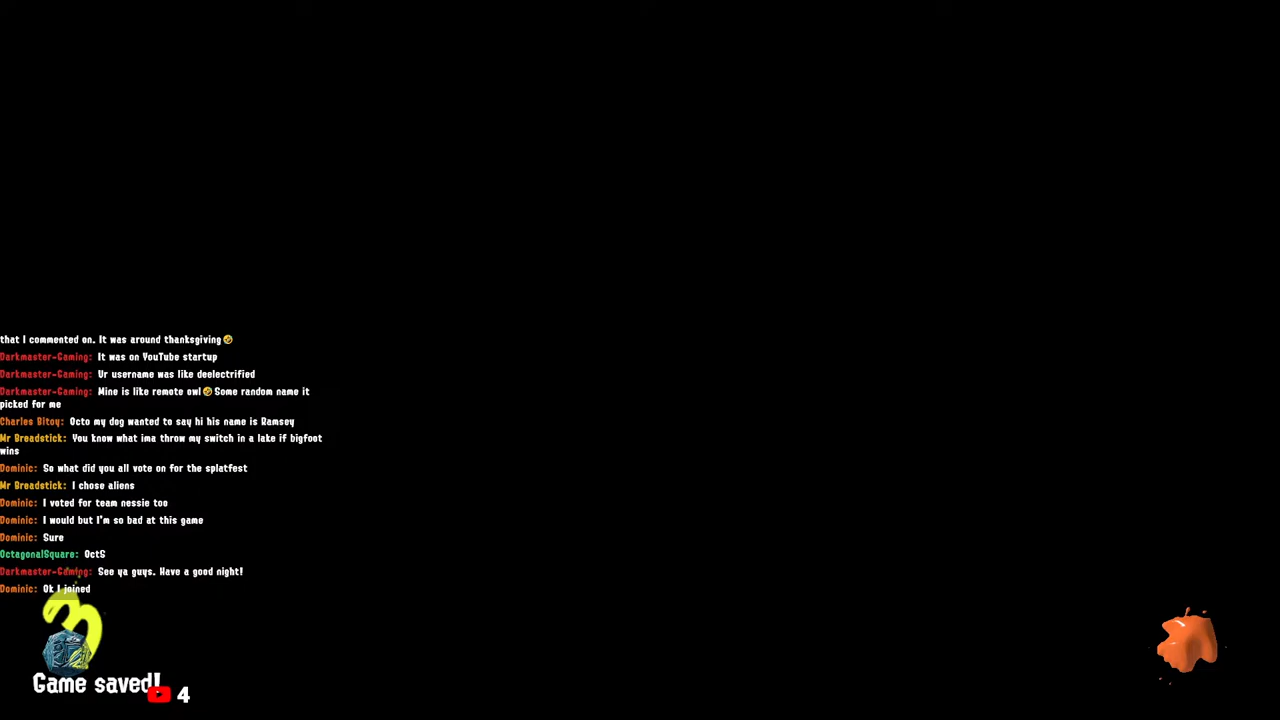 that I commented on. It was around thanksgiving🤣
Darkmaster-Gaming: It was on YouTube startup
Darkmaster-Gaming: Ur username was like deelectrified
Darkmaster-Gaming: Mine is like remote owl🤣Some random name it
picked for me
Charles Bitoy: Octo my dog wanted to say hi his name is Ramsey
Mr Breadstick: You know what ima throw my switch in a lake if bigfoot
wins
Dominic: So what did you all vote on for the splatfest
Mr Breadstick: I chose aliens
Dominic: I voted for team nessie too
Dominic: I would but I'm so bad at this game
Dominic: Sure
OctagonalSquare: OctS
Darkmaster-Gaming: See ya guys. Have a good night!
Dominic: Ok I joined
3
Game saved!
4